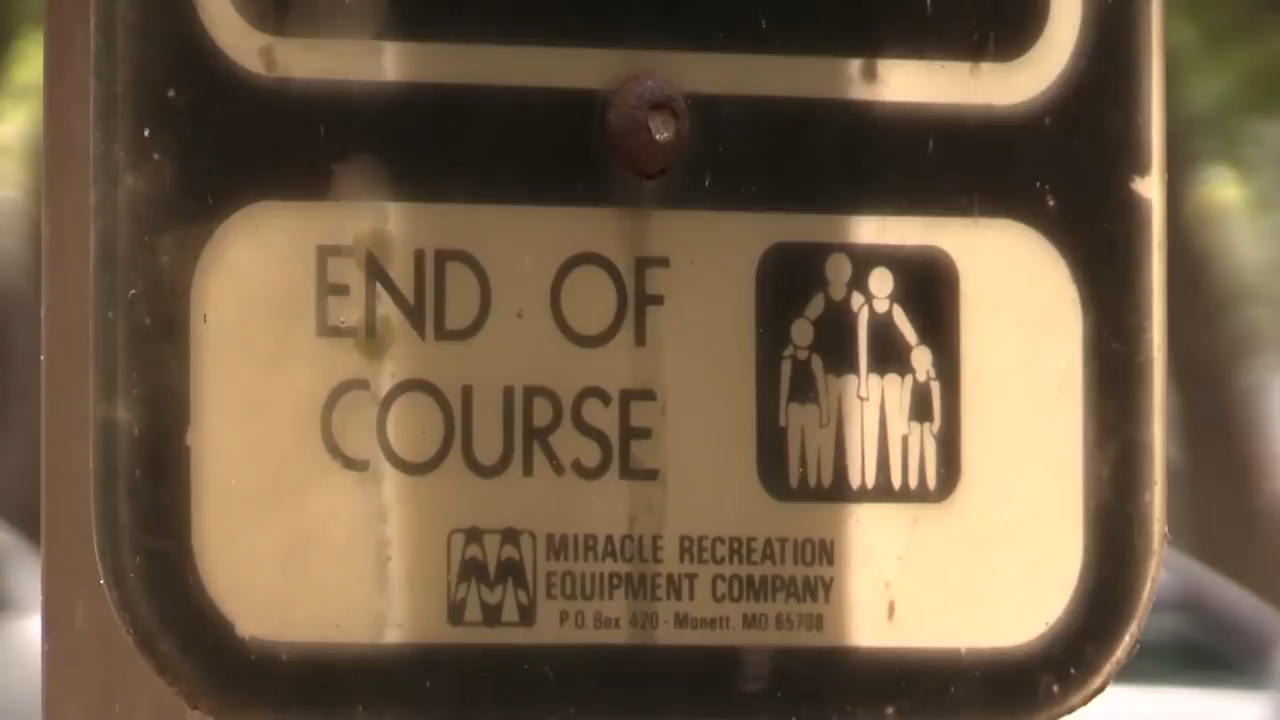 END OF
COURSE
MIRACLE RECREATION
EQUIPMENT COMPANY
P.O. Box 420 - Monett, MO 65708